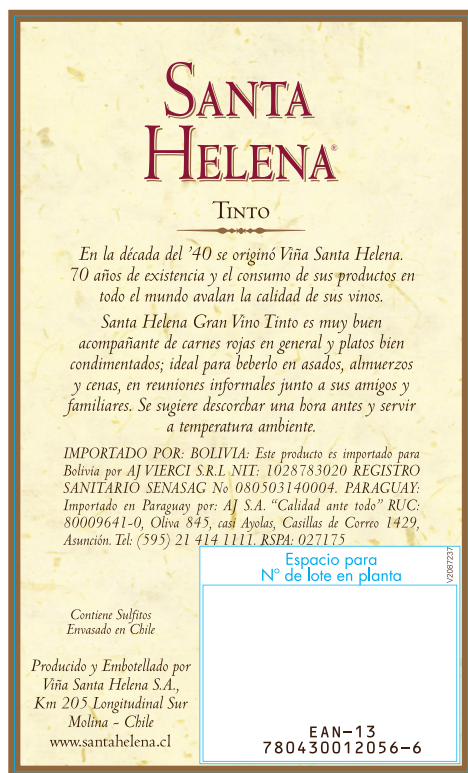 SANTA
HELENA®
TINTO
En la década del '40 se originó Viña Santa Helena.
70 años de existencia y el consumo de sus productos en
todo el mundo avalan la calidad de sus vinos.
Santa Helena Gran Vino Tinto es muy buen
acompañante de carnes rojas en general y platos bien
condimentados; ideal para beberlo en asados, almuerzos
y cenas, en reuniones informales junto a sus amigos y
familiares. Se sugiere descorchar una hora antes y servir
a temperatura ambiente.
IMPORTADO POR: BOLIVIA: Este producto es importado para
Bolivia por AJ VIERCI S.R.L NIT: 1028783020 REGISTRO
SANITARIO SENASAG No 080503140004. PARAGUAY:
Importado en Paraguay por: AJ S.A. “Calidad ante todo” RUC:
80009641-0, Oliva 845, casi Ayolas, Casillas de Correo 1429,
Asunción. Tel: (595) 21 414 1111. RSPA: 027175
Espacio para
N° de lote en planta
V2087237
Contiene Sulfitos
Envasado en Chile
Producido y Embotellado por
Viña Santa Helena S.A.,
Km 205 Longitudinal Sur
Molina - Chile
www.santahelena.cl
EAN-13
780430012056-6